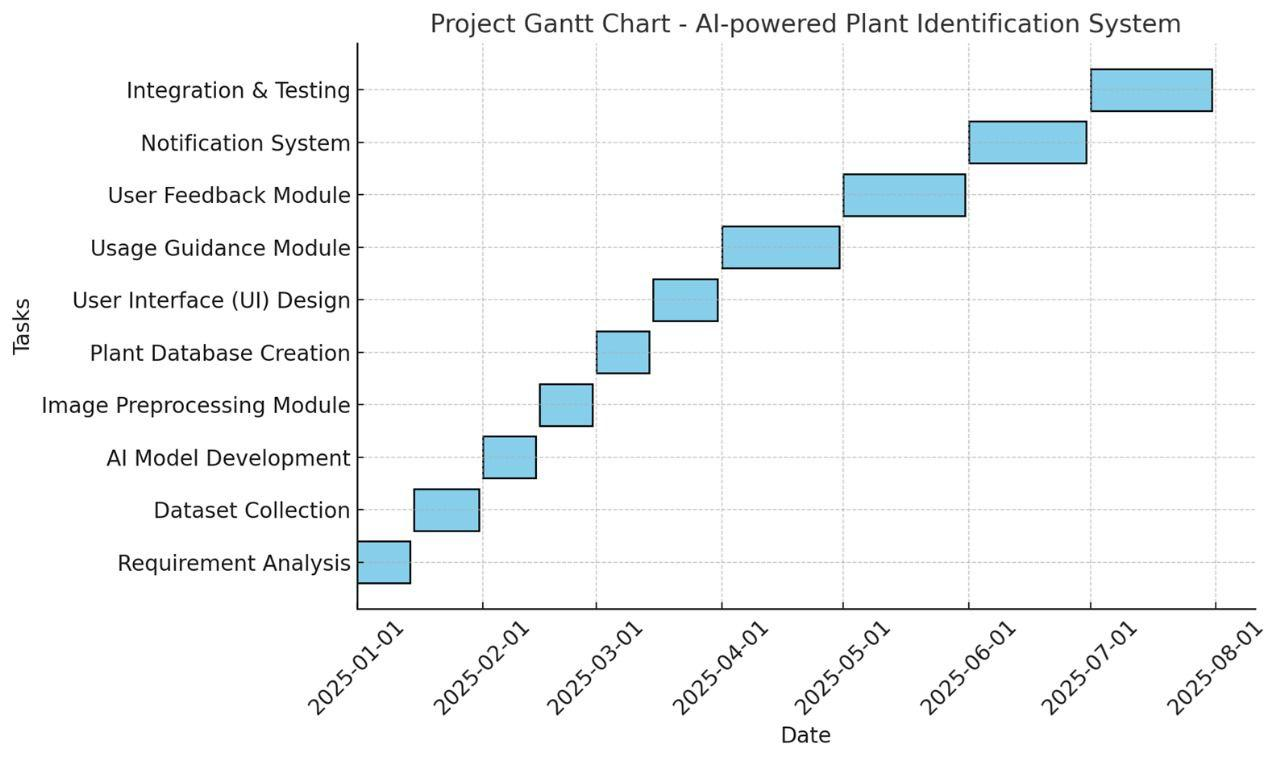 Project Gantt Chart - AI-powered Plant Identification System
Integration & Testing
Notification System
User Feedback Module
Usage Guidance Module
User Interface (UI) Design
Plant Database Creation
Image Preprocessing Module
AI Model Development
Dataset Collection
Requirement Analysis
Tasks
2025-01-01
2025-02-01
2025-03-01
2025-04-01
2025-05-01
2025-06-01
2025-07-01
2025-08-01
Date